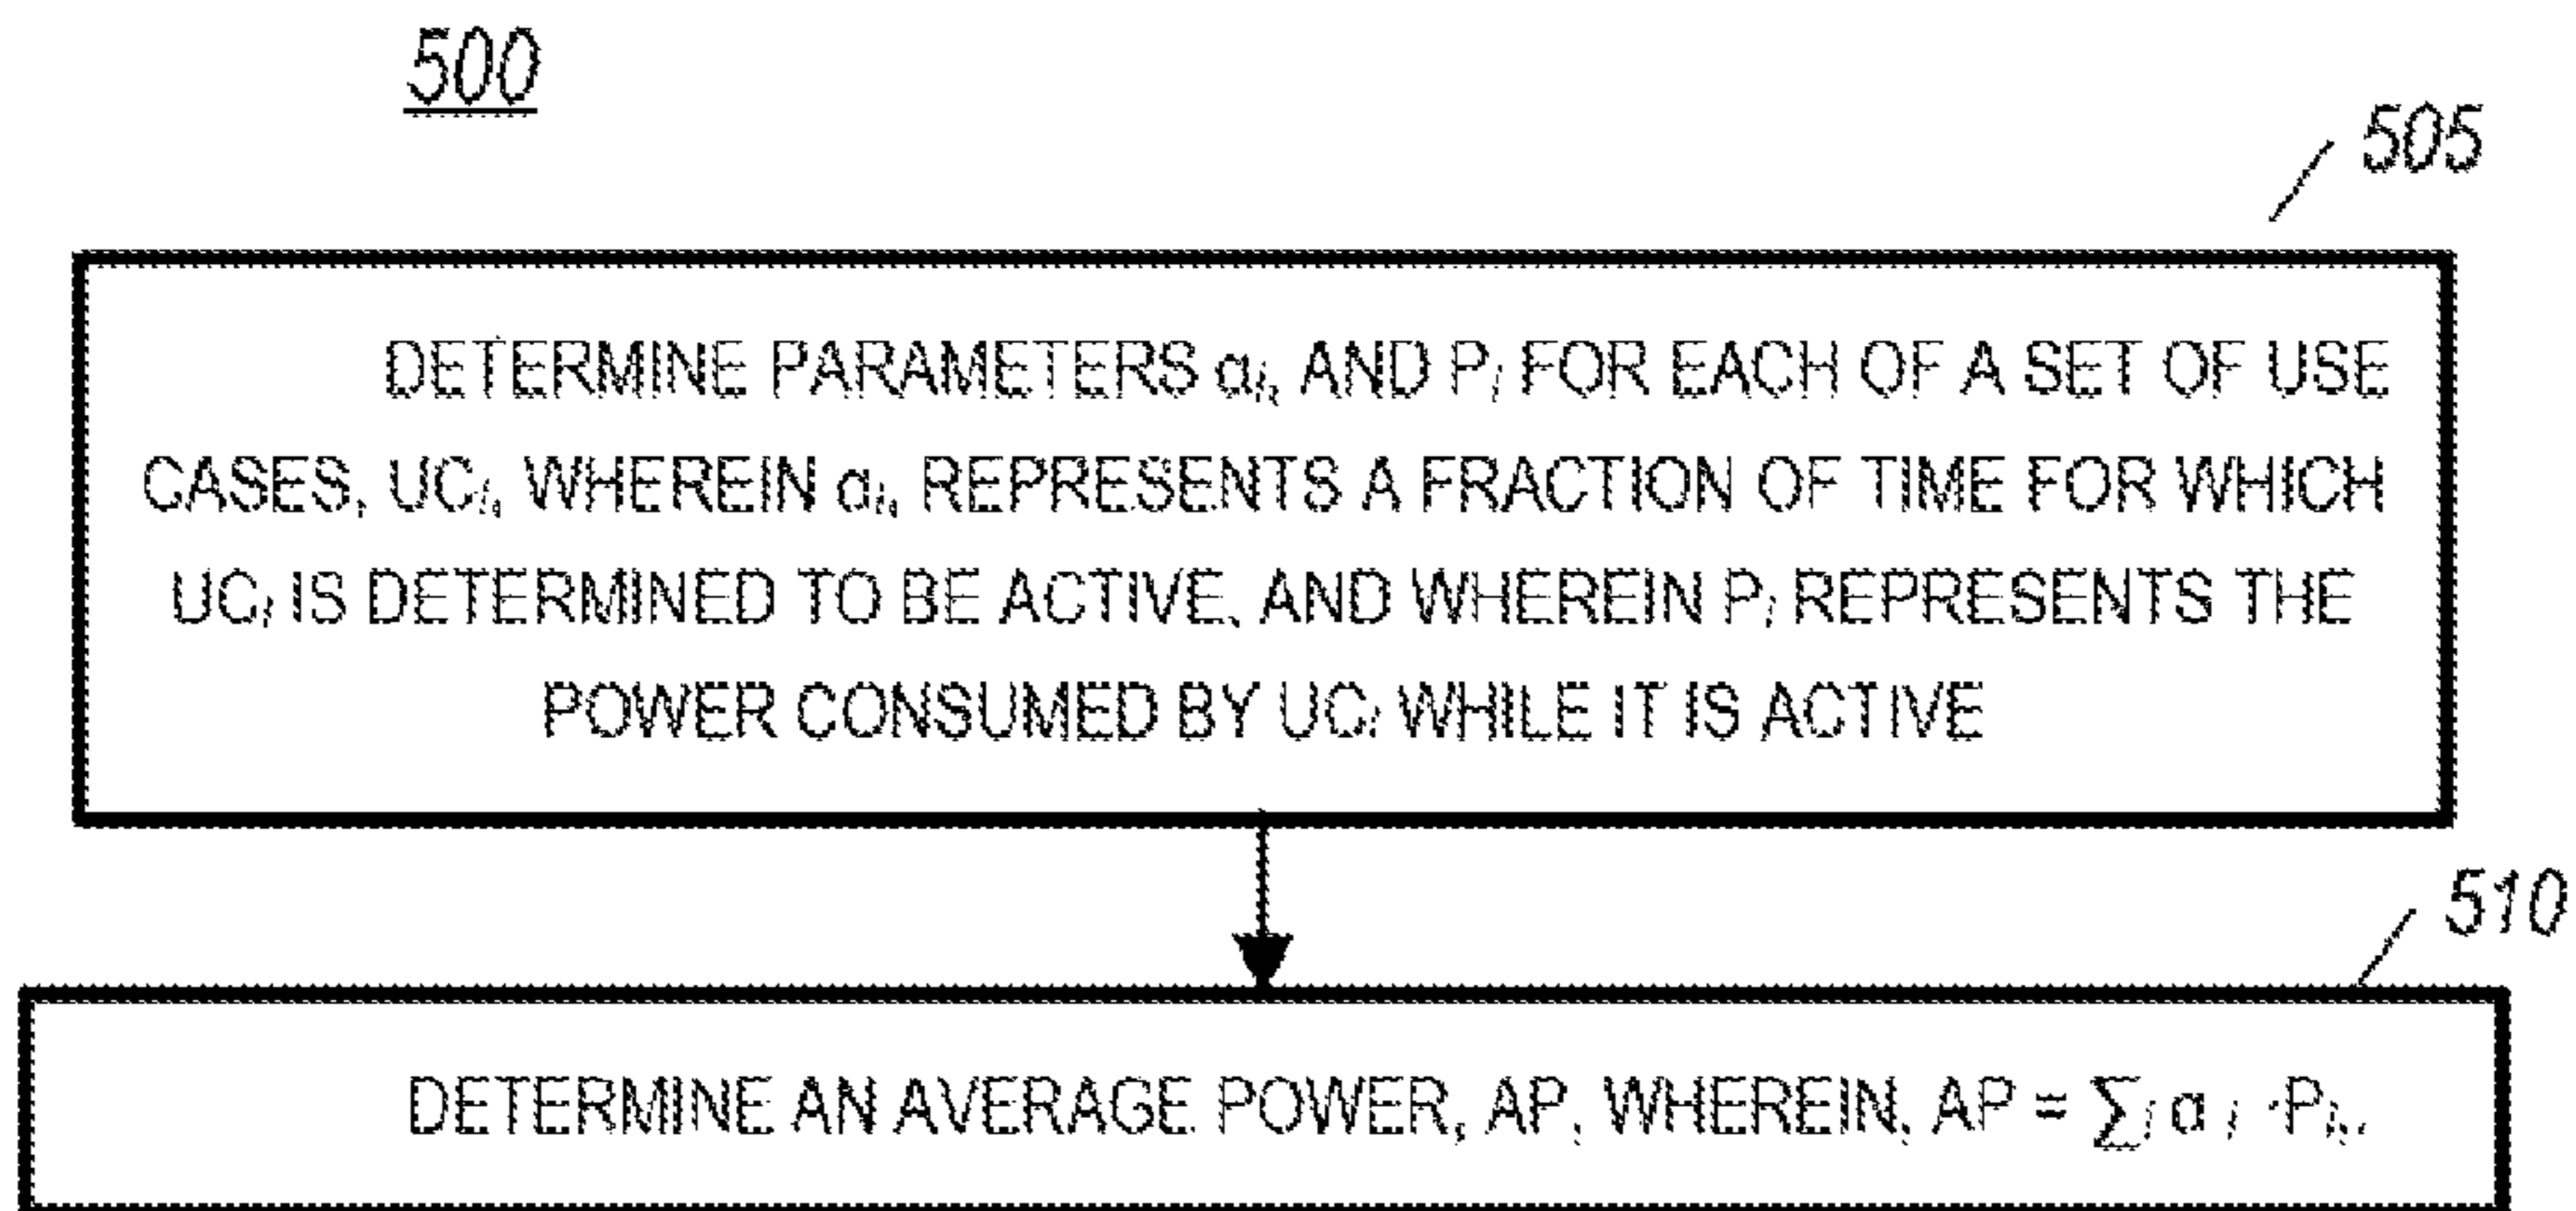 500
505
DETERMINE PARAMETERS αᵢ, AND Pᵢ FOR EACH OF A SET OF USE
CASES, UCᵢ, WHEREIN αᵢ, REPRESENTS A FRACTION OF TIME FOR WHICH
UCᵢ IS DETERMINED TO BE ACTIVE, AND WHEREIN Pᵢ REPRESENTS THE
POWER CONSUMED BY UCᵢ WHILE IT IS ACTIVE
510
DETERMINE AN AVERAGE POWER, AP, WHEREIN, AP = ∑ᵢ α ᵢ ·Pᵢ,.